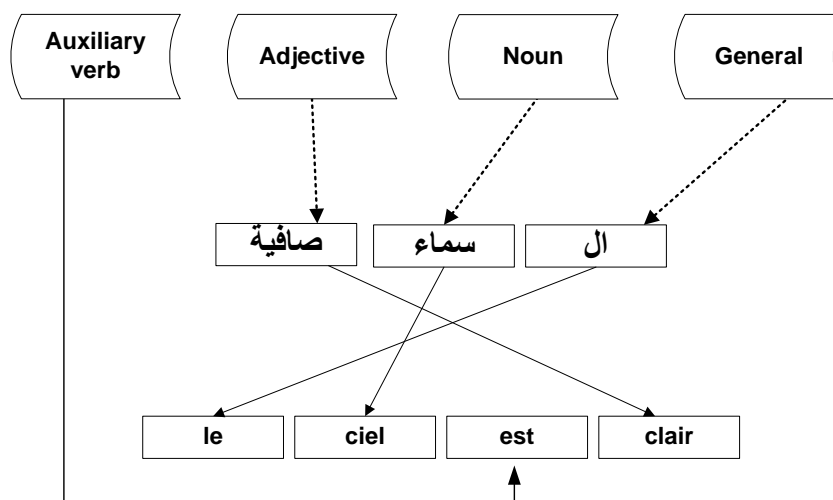 Auxiliary
verb
Adjective
Noun
General
صافية
سماء
ال
le
ciel
est
clair